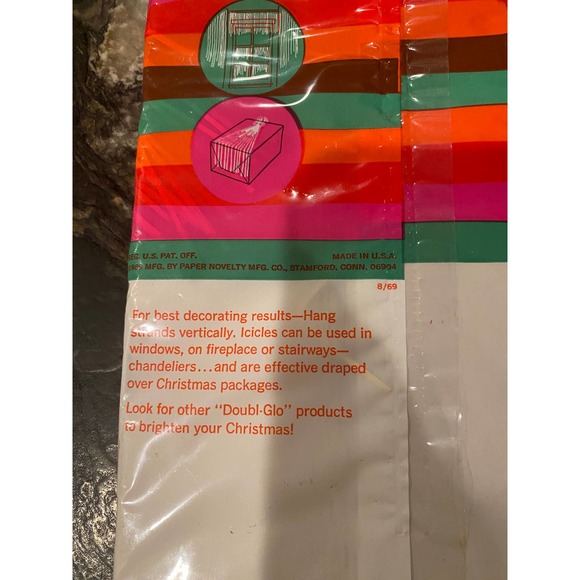 REG. U.S. PAT. OFF. MADE IN U.S.A.
MFG. BY PAPER NOVELTY MFG. CO., STAMFORD, CONN. 06904
8/69
For best decorating results—Hang
strands vertically. Icicles can be used in
windows, on fireplace or stairways—
chandeliers...and are effective draped
over Christmas packages.
Look for other "Doubl-Glo" products
to brighten your Christmas!